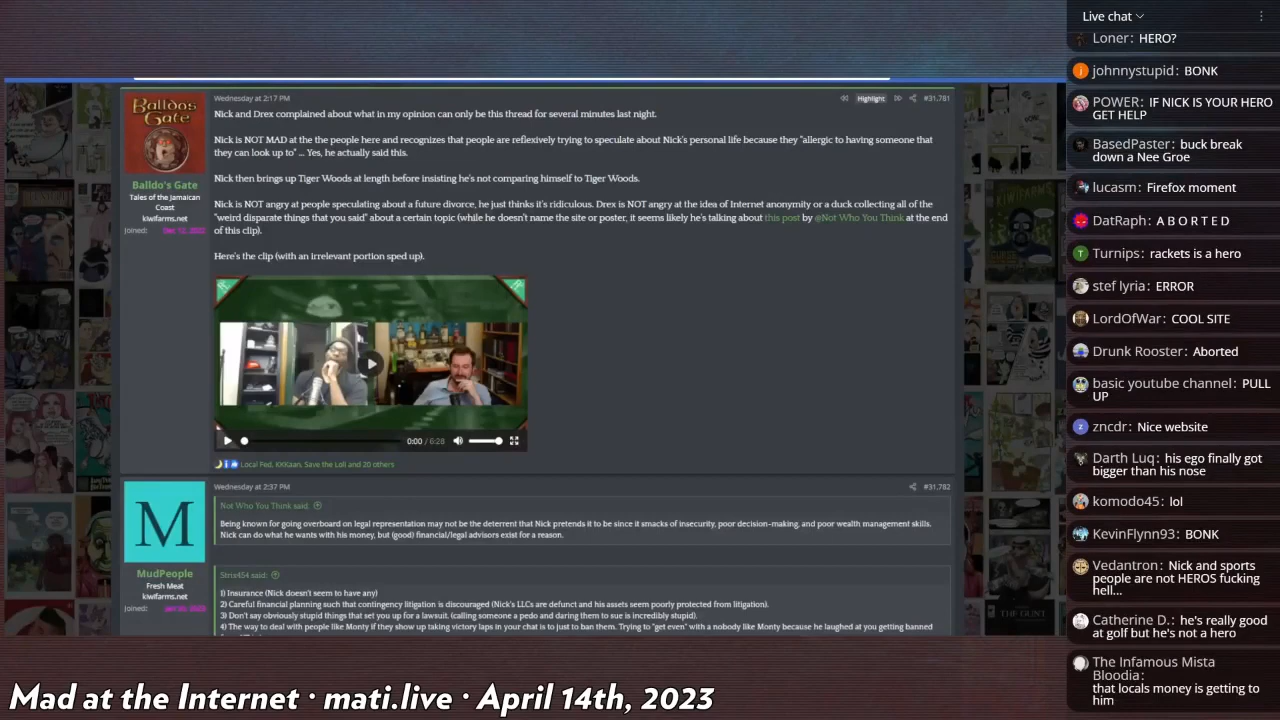 Wednesday at 2:17 PM
Highlight
#31,781
Balldos Gate
Balldo's Gate
Tales of the Jamaican
Coast
kiwifarms.net
Joined:
Dec 12, 2022
Nick and Drex complained about what in my opinion can only be this thread for several minutes last night.
Nick is NOT MAD at the the people here and recognizes that people are reflexively trying to speculate about Nick's personal life because they "allergic to having someone that
they can look up to" ... Yes, he actually said this.
Nick then brings up Tiger Woods at length before insisting he's not comparing himself to Tiger Woods.
Nick is NOT angry at people speculating about a future divorce, he just thinks it's ridiculous. Drex is NOT angry at the idea of Internet anonymity or a duck collecting all of the
"weird disparate things that you said" about a certain topic (while he doesn't name the site or poster, it seems likely he's talking about this post by @Not Who You Think at the end
of this clip).
Here's the clip (with an irrelevant portion sped up).
0:00 / 6:28
Local Fed, KKKaan, Save the Loli and 20 others
Wednesday at 2:37 PM
#31,782
M
MudPeople
Fresh Meat
kiwifarms.net
Joined:
Not Who You Think said:
Being known for going overboard on legal representation may not be the deterrent that Nick pretends it to be since it smacks of insecurity, poor decision-making, and poor wealth management skills.
Nick can do what he wants with his money, but (good) financial/legal advisors exist for a reason.
Strix454 said:
1) Insurance (Nick doesn't seem to have any)
2) Careful financial planning such that contingency litigation is discouraged (Nick's LLCs are defunct and his assets seem poorly protected from litigation).
3) Don't say obviously stupid things that set you up for a lawsuit. (calling someone a pedo and daring them to sue is incredibly stupid).
4) The way to deal with people like Monty if they show up taking victory laps in your chat is to just to ban them. Trying to "get even" with a nobody like Monty because he laughed at you getting banned
Live chat
Loner: HERO?
johnnystupid: BONK
POWER: IF NICK IS YOUR HERO
GET HELP
BasedPaster: buck break
down a Nee Groe
lucasm: Firefox moment
DatRaph: A B O R T E D
Turnips: rackets is a hero
stef lyria: ERROR
LordOfWar: COOL SITE
Drunk Rooster: Aborted
basic youtube channel: PULL
UP
zncdr: Nice website
Darth Luq: his ego finally got
bigger than his nose
komodo45: lol
KevinFlynn93: BONK
Vedantron: Nick and sports
people are not HEROS fucking
hell...
Catherine D.: he's really good
at golf but he's not a hero
The Infamous Mista
Bloodia:
that locals money is getting to
him
Mad at the Internet · mati.live · April 14th, 2023